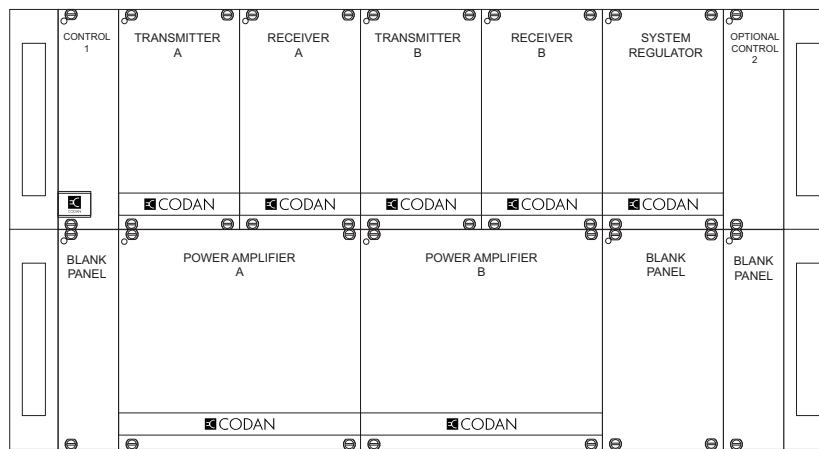 CONTROL
1
TRANSMITTER
A
RECEIVER
A
TRANSMITTER
B
RECEIVER
B
SYSTEM
REGULATOR
OPTIONAL
CONTROL
2
CODAN
CODAN
CODAN
CODAN
CODAN
CODAN
BLANK
PANEL
POWER AMPLIFIER
A
POWER AMPLIFIER
B
BLANK
PANEL
BLANK
PANEL
CODAN
CODAN